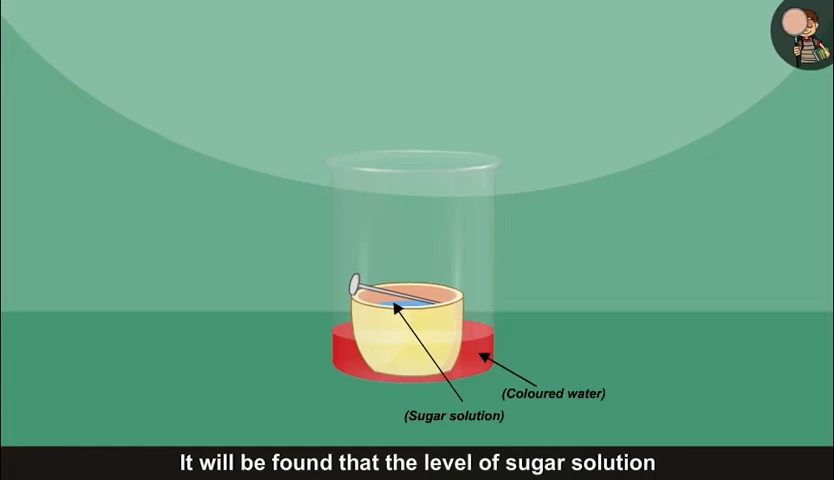 (Coloured water)
(Sugar solution)
It will be found that the level of sugar solution